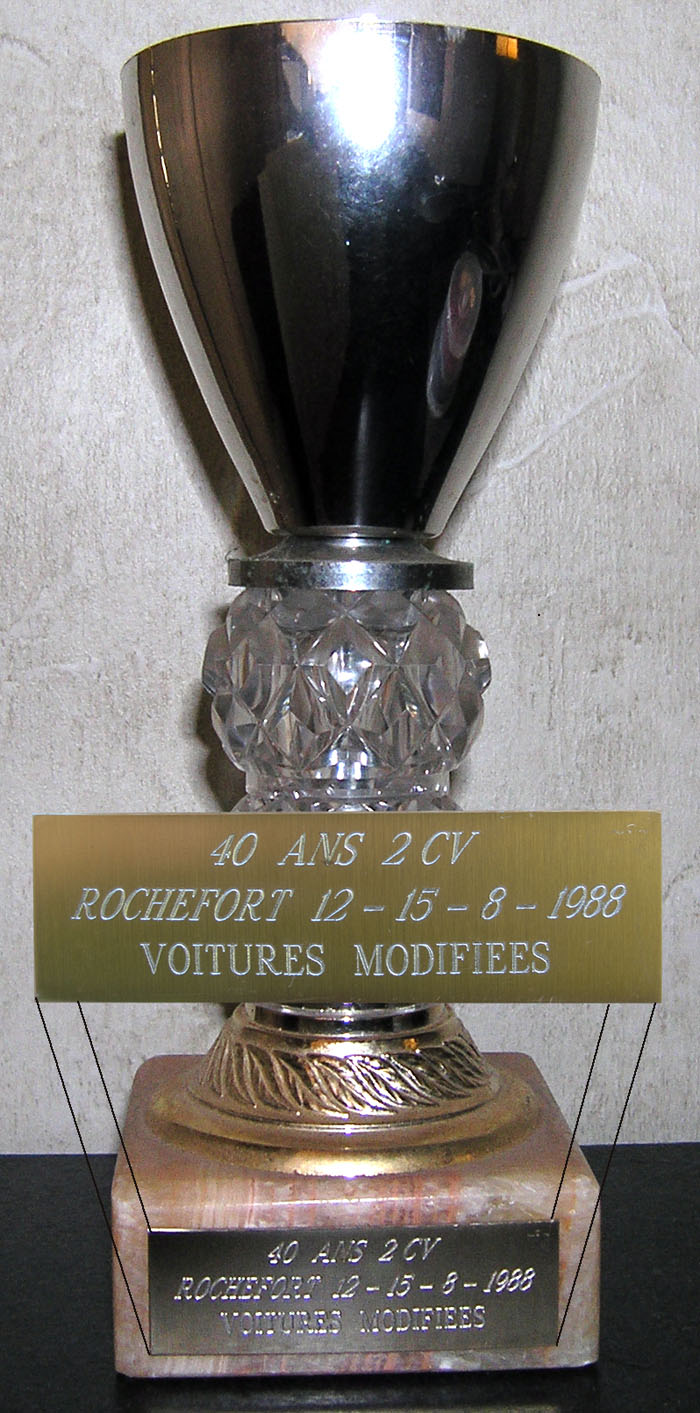 40 ANS 2 CV
ROCHEFORT 12 - 15 - 8 - 1988
VOITURES MODIFIEES
40 ANS 2 CV
ROCHEFORT 12 - 15 - 8 - 1988
VOITURES MODIFIEES